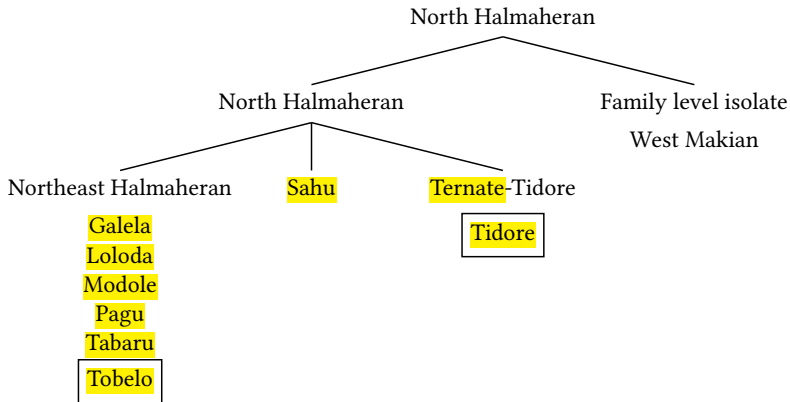 North Halmaheran
North Halmaheran
Family level isolate
West Makian
Northeast Halmaheran
Galela
Loloda
Modole
Pagu
Tabaru
Tobelo
Sahu
Ternate-Tidore
Tidore